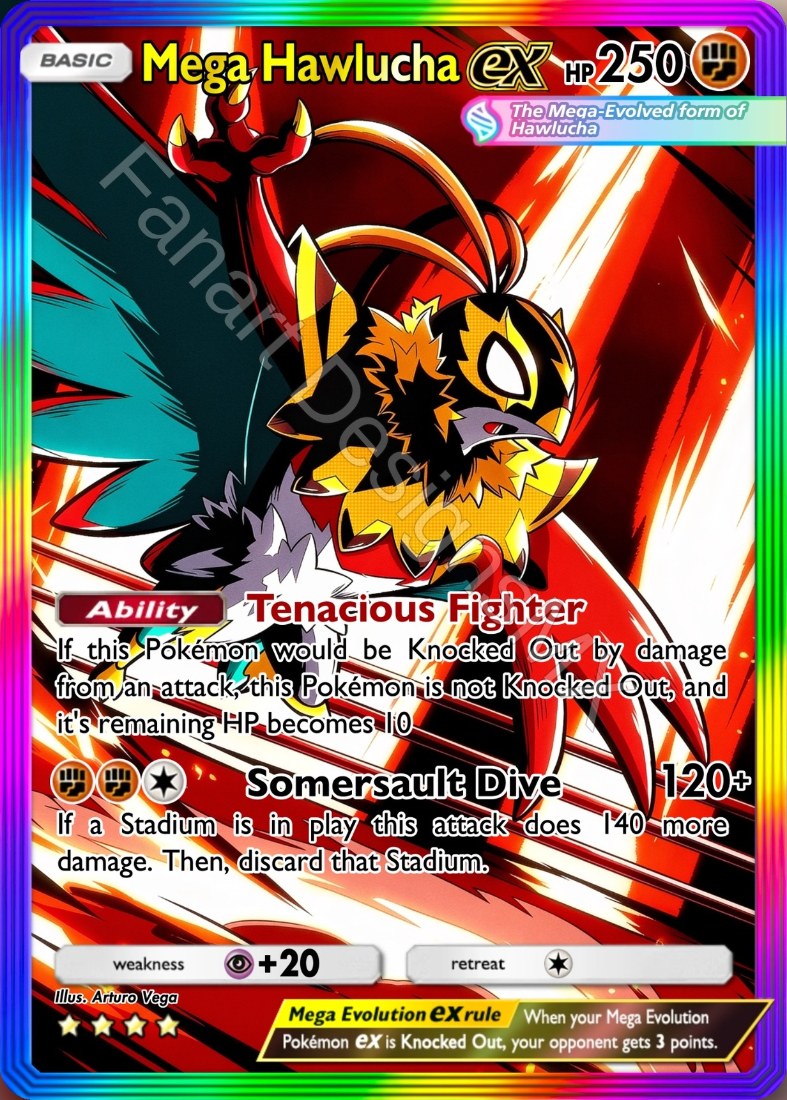 BASIC
Mega Hawlucha ex HP 250
The Mega-Evolved form of
Hawlucha
Fanart DesignsMX
Ability Tenacious Fighter
If this Pokémon would be Knocked Out by damage
from an attack, this Pokémon is not Knocked Out, and
it's remaining HP becomes 10
Somersault Dive 120+
If a Stadium is in play this attack does 140 more
damage. Then, discard that Stadium.
weakness +20 retreat
Illus. Arturo Vega
Mega Evolution ex rule When your Mega Evolution
Pokémon ex is Knocked Out, your opponent gets 3 points.